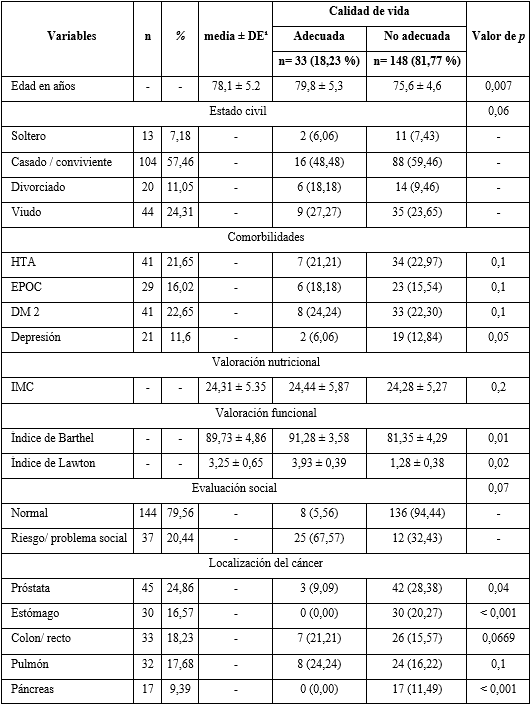 Variables n % media ± DE¹ Calidad de vida Valor de p
Adecuada No adecuada
n= 33 (18,23 %) n= 148 (81,77 %)
Edad en años - - 78,1 ± 5.2 79,8 ± 5,3 75,6 ± 4,6 0,007
Estado civil 0,06
Soltero 13 7,18 - 2 (6,06) 11 (7,43) -
Casado / conviviente 104 57,46 - 16 (48,48) 88 (59,46) -
Divorciado 20 11,05 - 6 (18,18) 14 (9,46) -
Viudo 44 24,31 - 9 (27,27) 35 (23,65) -
Comorbilidades
HTA 41 21,65 - 7 (21,21) 34 (22,97) 0,1
EPOC 29 16,02 - 6 (18,18) 23 (15,54) 0,1
DM 2 41 22,65 - 8 (24,24) 33 (22,30) 0,1
Depresión 21 11,6 - 2 (6,06) 19 (12,84) 0,05
Valoración nutricional
IMC - - 24,31 ± 5.35 24,44 ± 5,87 24,28 ± 5,27 0,2
Valoración funcional
Índice de Barthel - - 89,73 ± 4,86 91,28 ± 3,58 81,35 ± 4,29 0,01
Índice de Lawton - - 3,25 ± 0,65 3,93 ± 0,39 1,28 ± 0,38 0,02
Evaluación social 0,07
Normal 144 79,56 - 8 (5,56) 136 (94,44) -
Riesgo/ problema social 37 20,44 - 25 (67,57) 12 (32,43) -
Localización del cáncer
Próstata 45 24,86 - 3 (9,09) 42 (28,38) 0,04
Estómago 30 16,57 - 0 (0,00) 30 (20,27) < 0,001
Colon/ recto 33 18,23 - 7 (21,21) 26 (15,57) 0,0669
Pulmón 32 17,68 - 8 (24,24) 24 (16,22) 0,1
Páncreas 17 9,39 - 0 (0,00) 17 (11,49) < 0,001